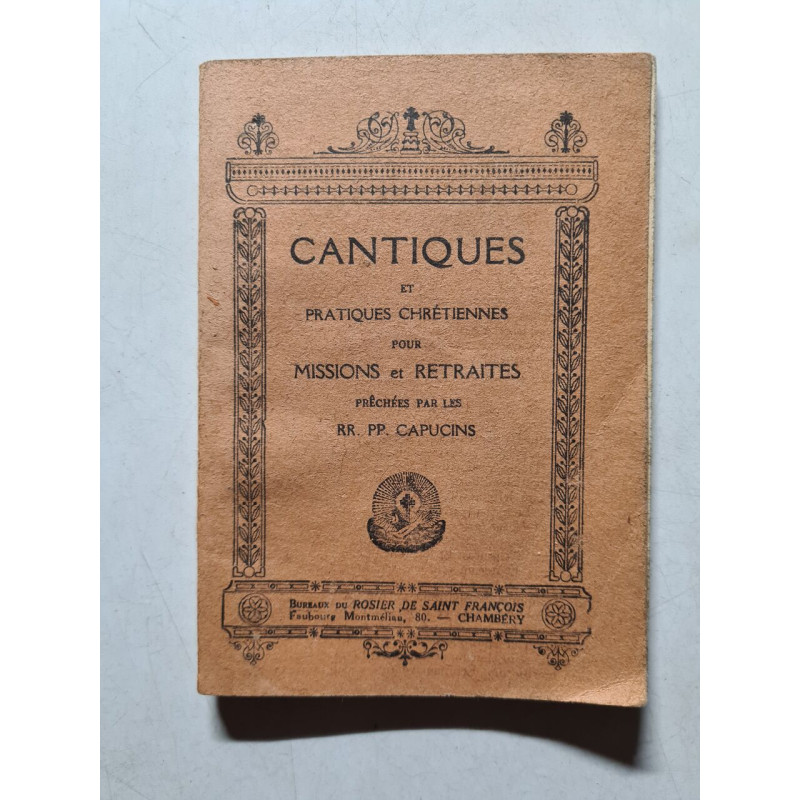 CANTIQUES
ET
PRATIQUES CHRÉTIENNES
POUR
MISSIONS et RETRAITES
PRÊCHÉES PAR LES
RR. PP. CAPUCINS
BUREAUX DU ROSIER DE SAINT FRANÇOIS
Faubourg Montmélian, 80. — CHAMBÉRY